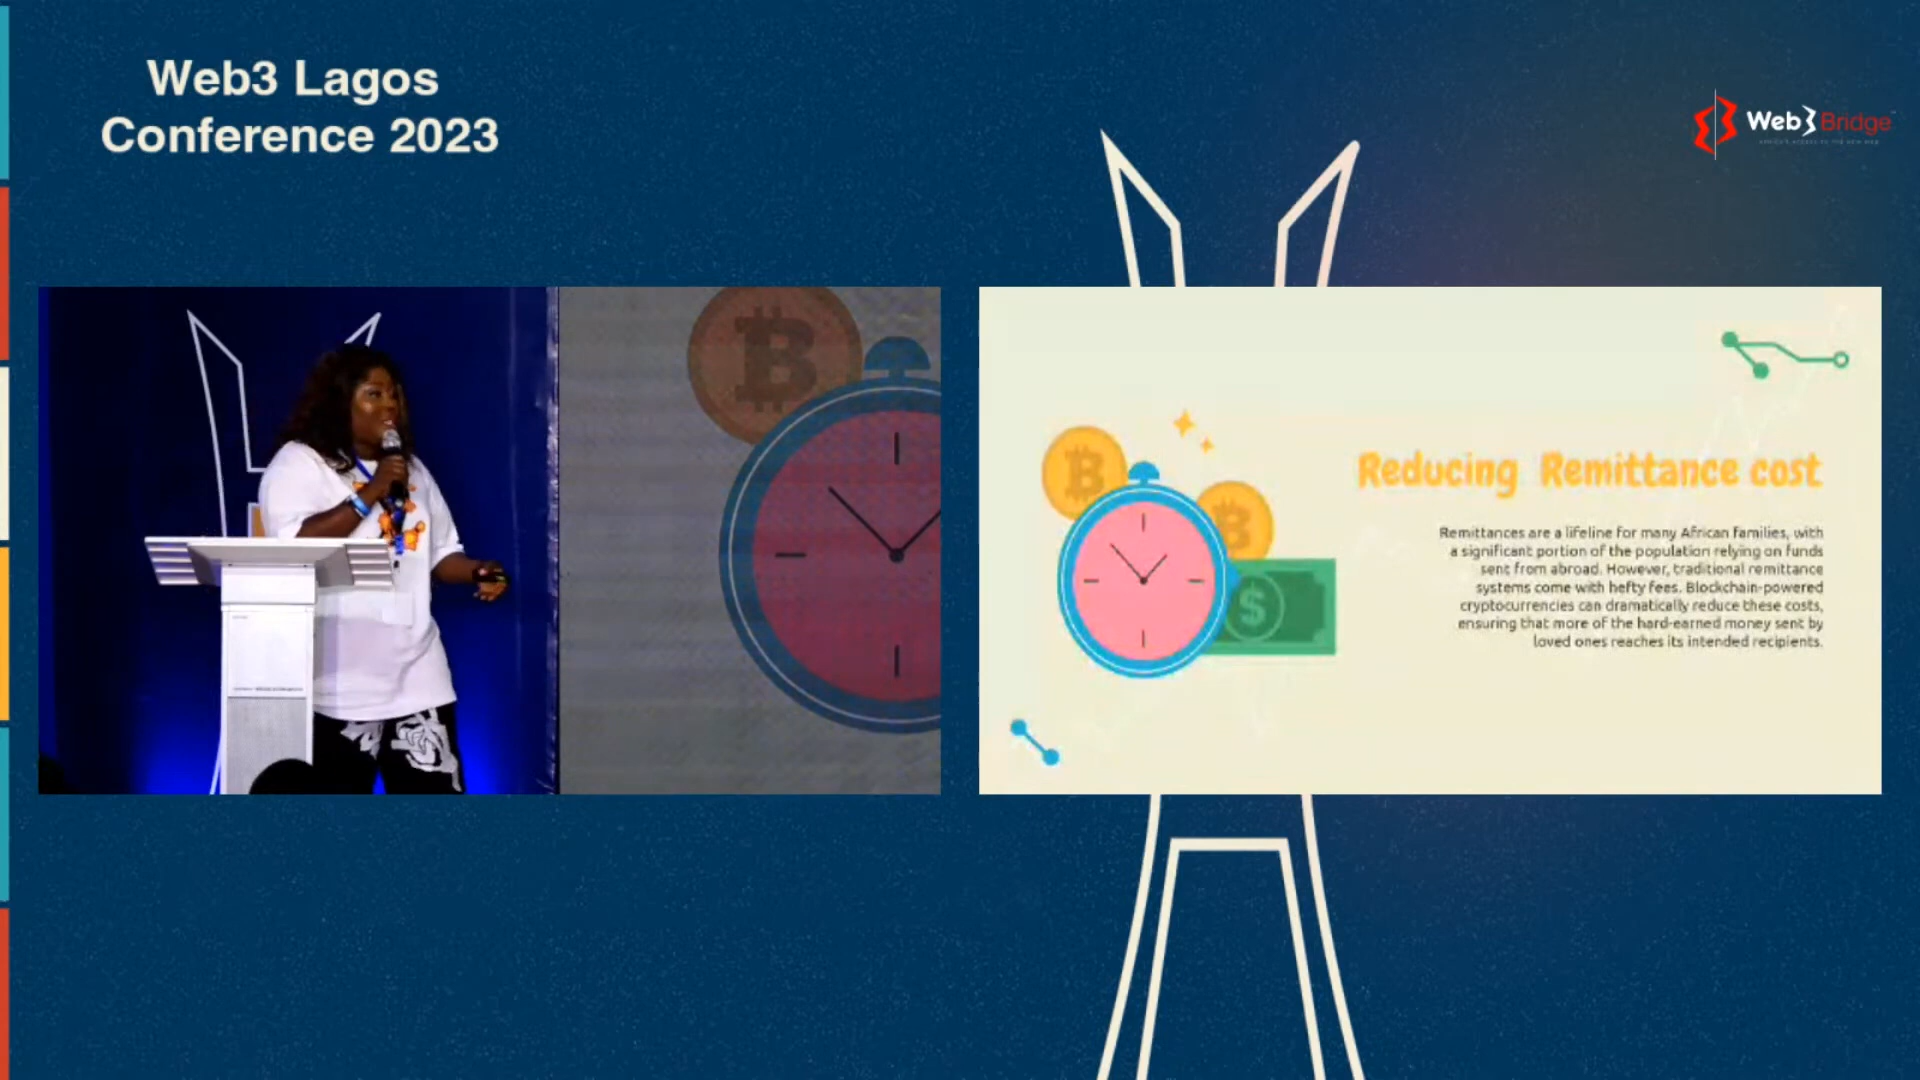 Web3 Lagos
Conference 2023
Web3Bridge
Reducing Remittance cost
Remittances are a lifeline for many African families, with
a significant portion of the population relying on funds
sent from abroad. However, traditional remittance
systems come with hefty fees. Blockchain-powered
cryptocurrencies can dramatically reduce these costs,
ensuring that more of the hard-earned money sent by
loved ones reaches its intended recipients.